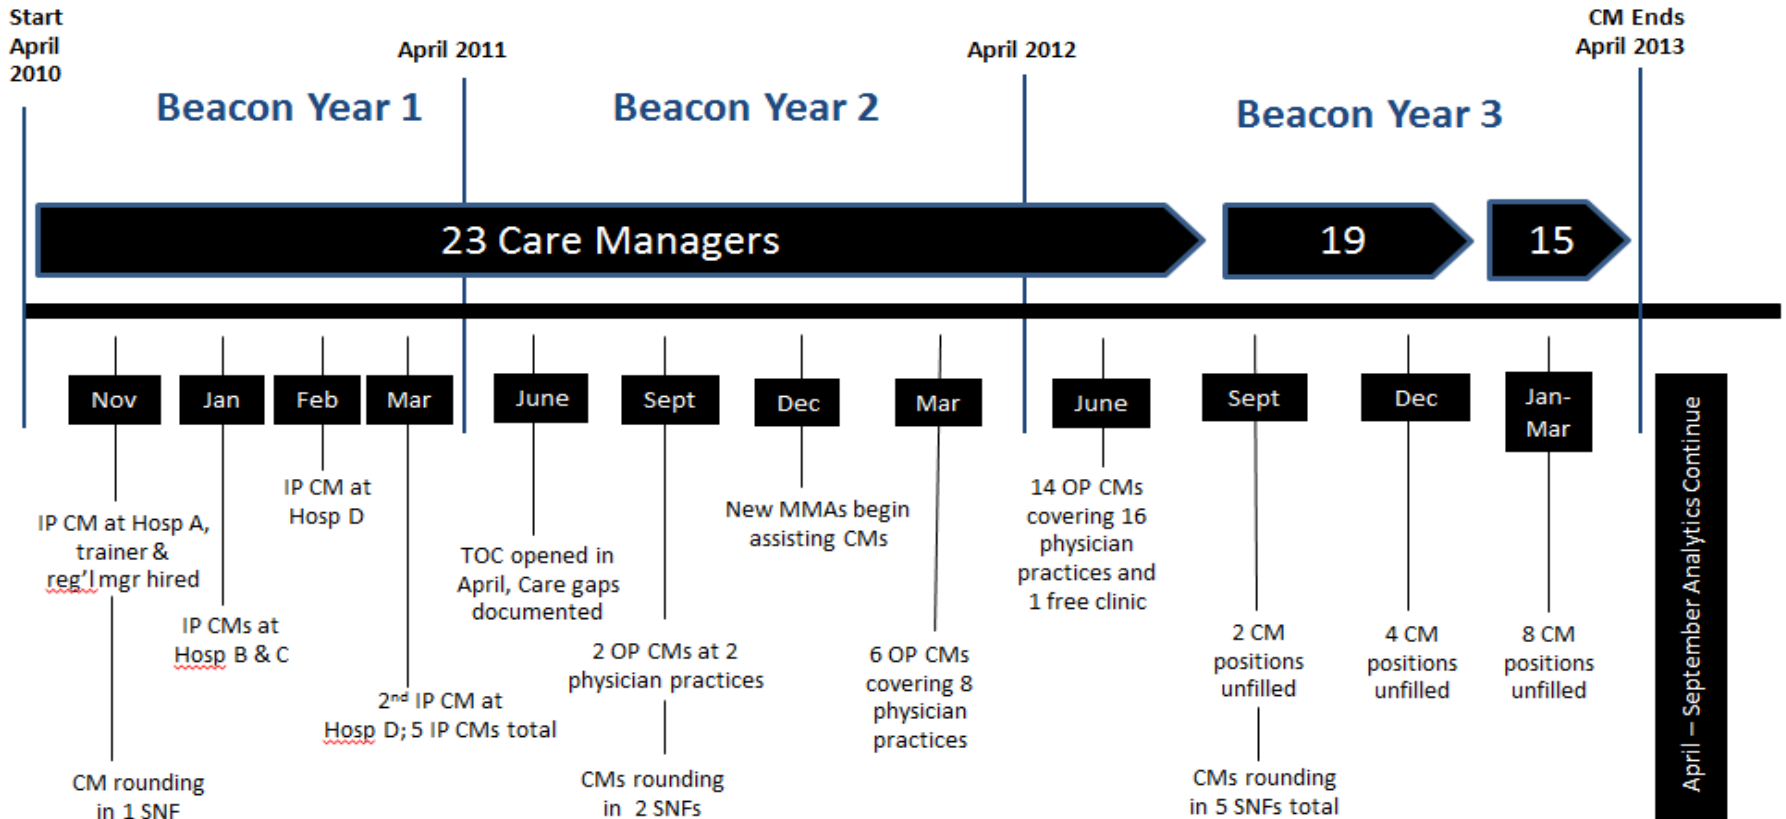 Start
April
2010
April 2011
April 2012
CM Ends
April 2013
Beacon Year 1
Beacon Year 2
Beacon Year 3
23 Care Managers
19
15
Nov
Jan
Feb
Mar
June
Sept
Dec
Mar
June
Sept
Dec
Jan-
Mar
IP CM at Hosp A,
trainer &
reg'l mgr hired
CM rounding
in 1 SNF
IP CMs at
Hosp B & C
IP CM at
Hosp D
2nd IP CM at
Hosp D; 5 IP CMs total
TOC opened in
April, Care gaps
documented
2 OP CMs at 2
physician practices
CMs rounding
in 2 SNFs
New MMAs begin
assisting CMs
6 OP CMs
covering 8
physician
practices
14 OP CMs
covering 16
physician
practices and
1 free clinic
2 CM
positions
unfilled
CMs rounding
in 5 SNFs total
4 CM
positions
unfilled
8 CM
positions
unfilled
April – September Analytics Continue